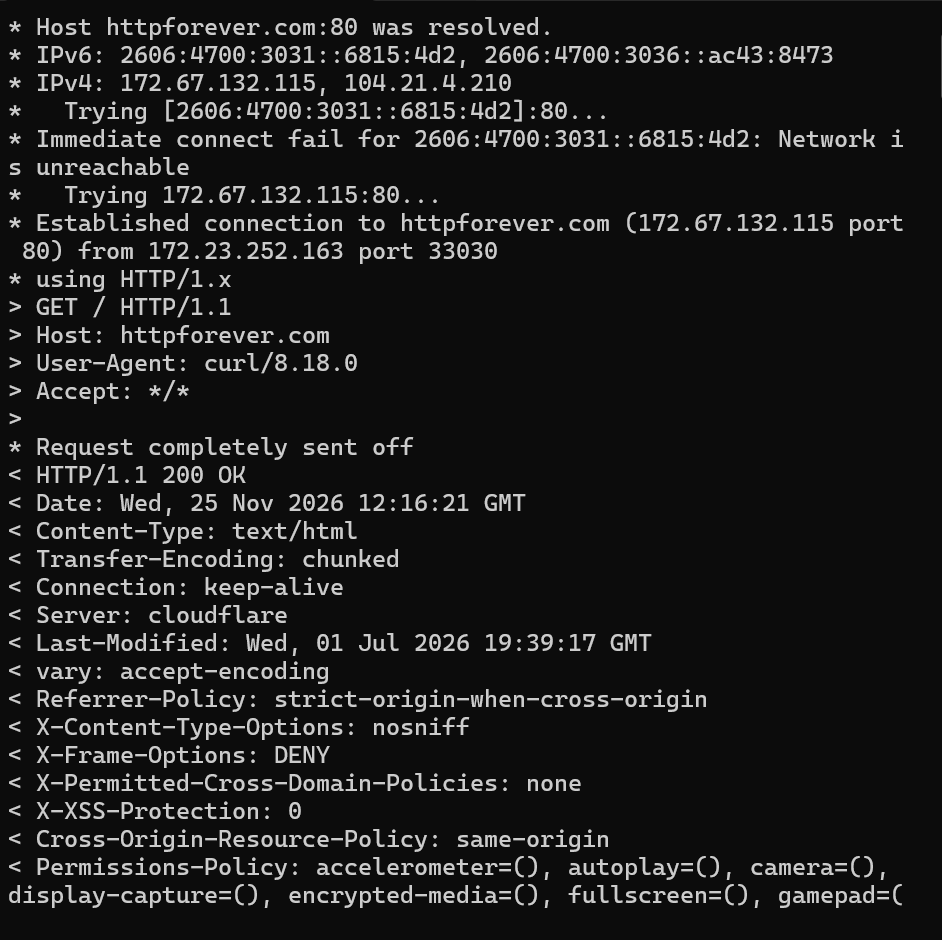 * Host httpforever.com:80 was resolved.
* IPv6: 2606:4700:3031::6815:4d2, 2606:4700:3036::ac43:8473
* IPv4: 172.67.132.115, 104.21.4.210
*   Trying [2606:4700:3031::6815:4d2]:80...
* Immediate connect fail for 2606:4700:3031::6815:4d2: Network i
s unreachable
*   Trying 172.67.132.115:80...
* Established connection to httpforever.com (172.67.132.115 port
 80) from 172.23.252.163 port 33030
* using HTTP/1.x
> GET / HTTP/1.1
> Host: httpforever.com
> User-Agent: curl/8.18.0
> Accept: */*
>
* Request completely sent off
< HTTP/1.1 200 OK
< Date: Wed, 25 Nov 2026 12:16:21 GMT
< Content-Type: text/html
< Transfer-Encoding: chunked
< Connection: keep-alive
< Server: cloudflare
< Last-Modified: Wed, 01 Jul 2026 19:39:17 GMT
< vary: accept-encoding
< Referrer-Policy: strict-origin-when-cross-origin
< X-Content-Type-Options: nosniff
< X-Frame-Options: DENY
< X-Permitted-Cross-Domain-Policies: none
< X-XSS-Protection: 0
< Cross-Origin-Resource-Policy: same-origin
< Permissions-Policy: accelerometer=(), autoplay=(), camera=(),
display-capture=(), encrypted-media=(), fullscreen=(), gamepad=(